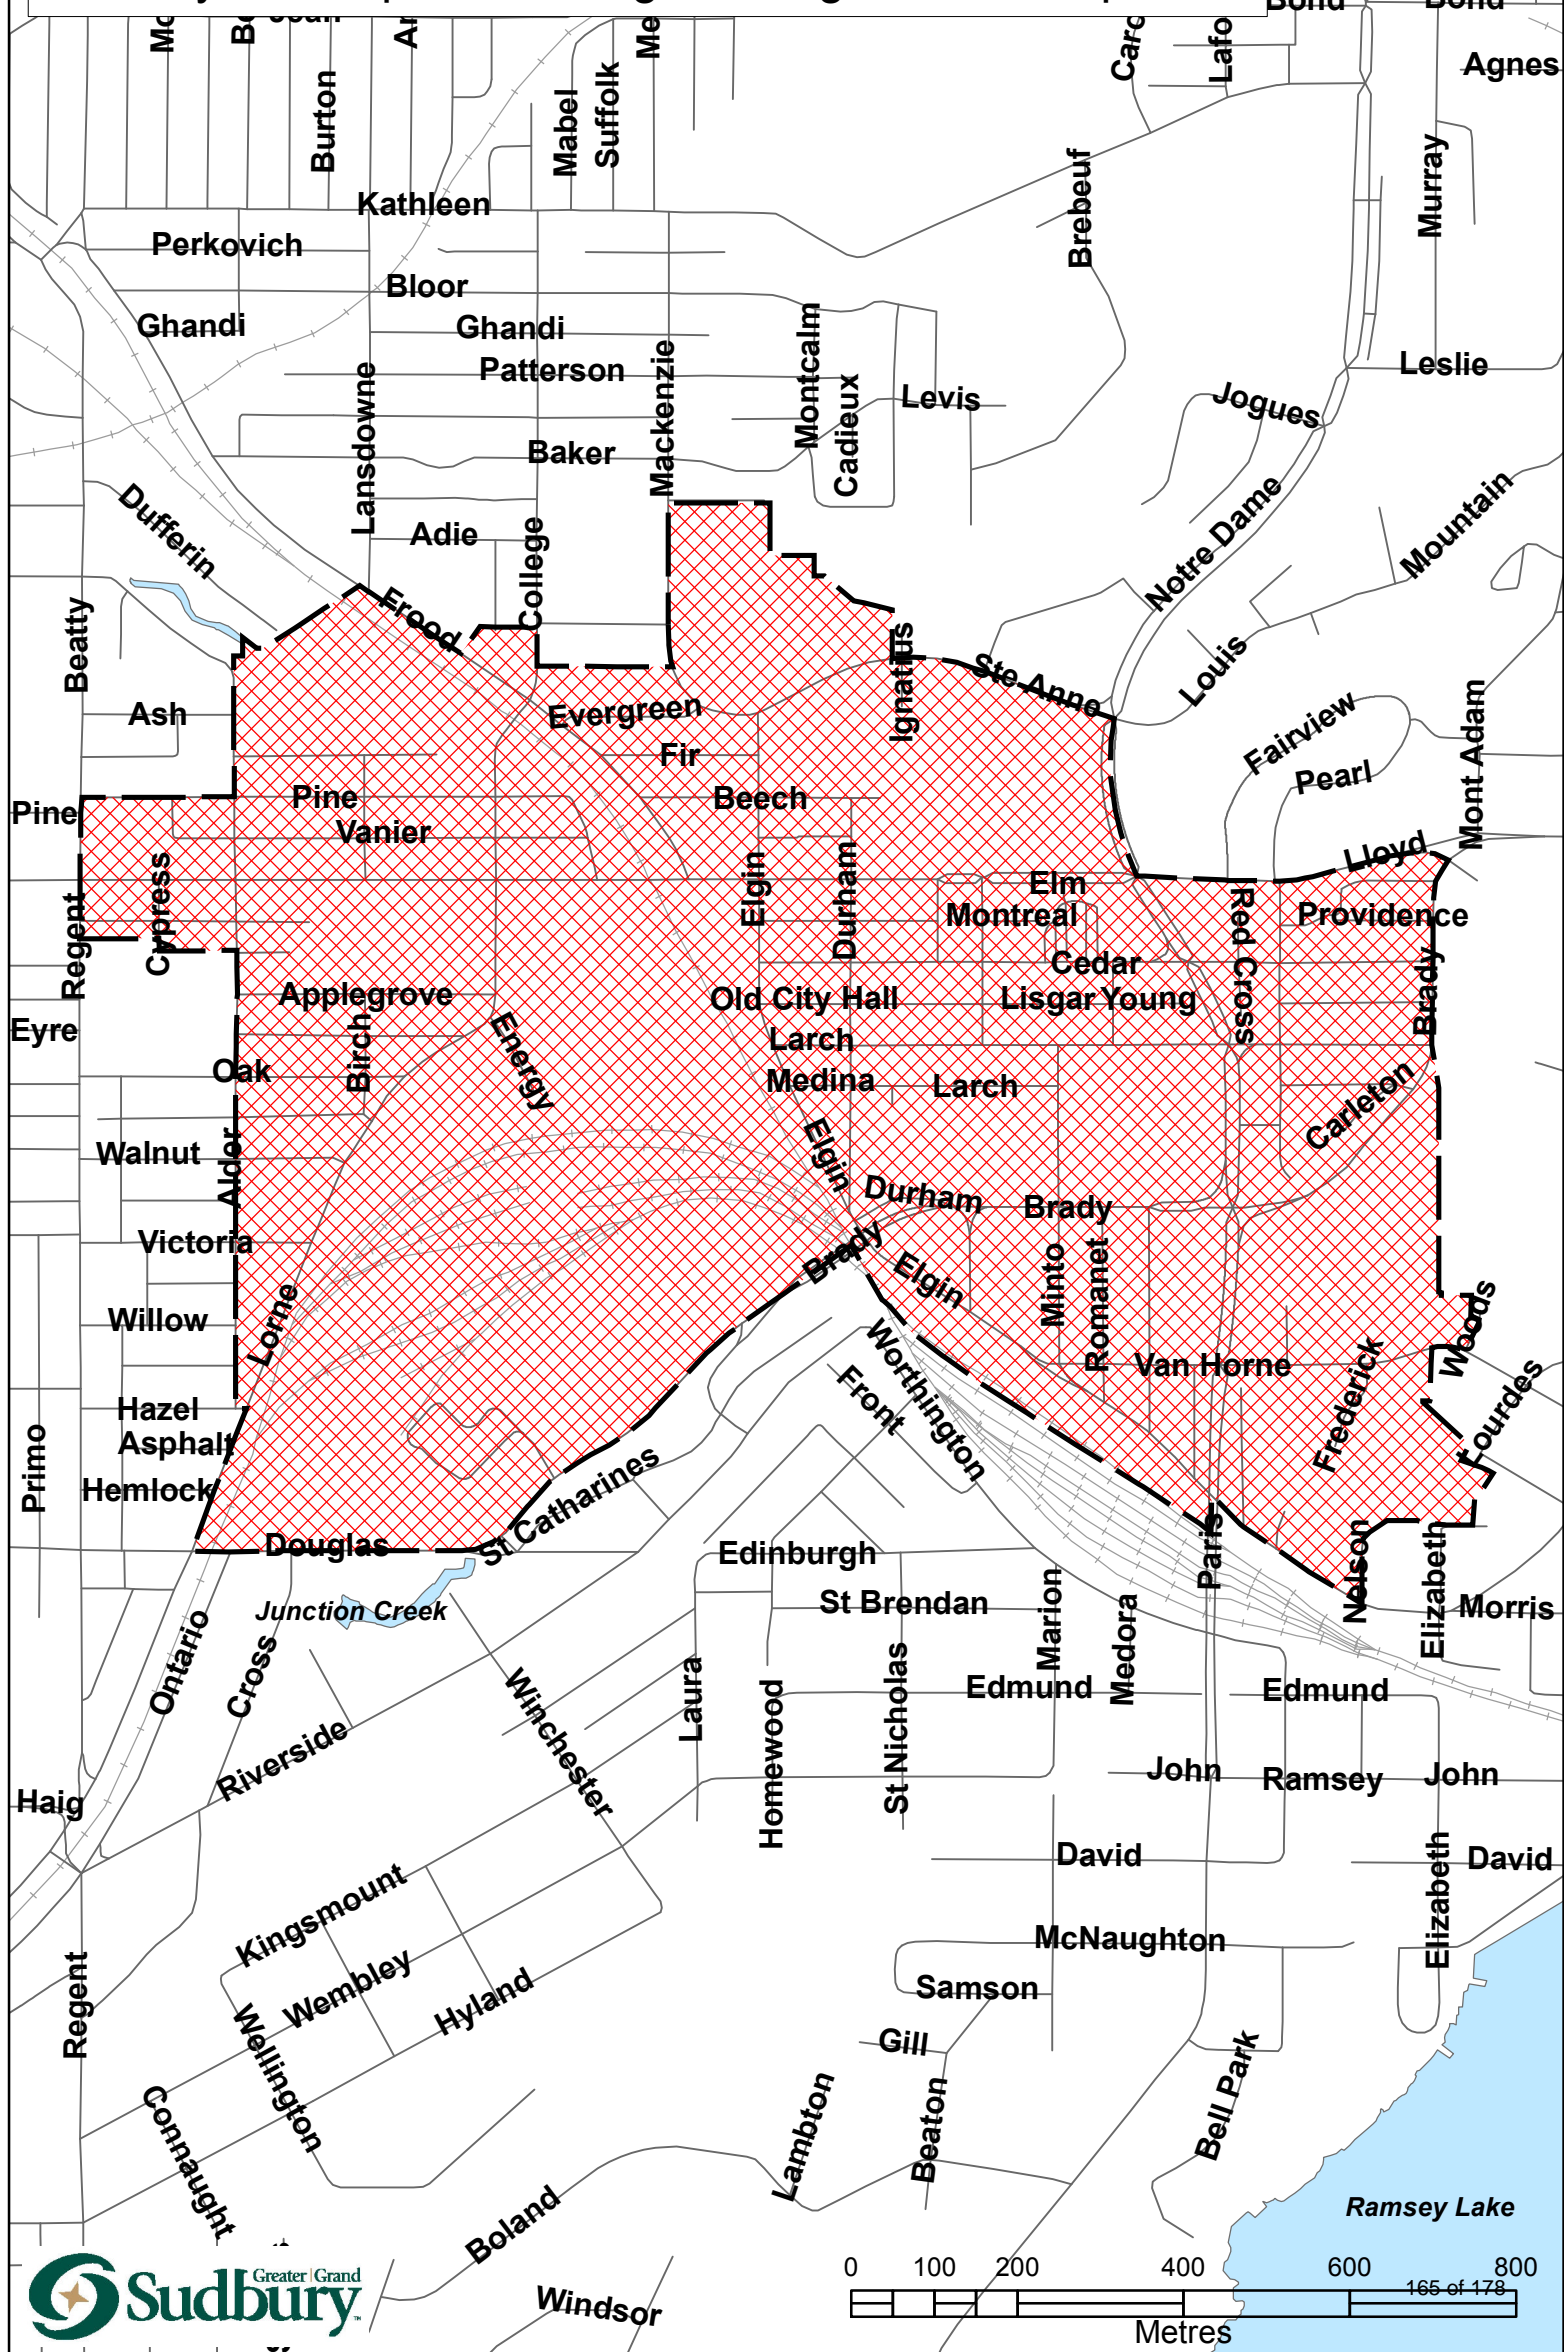 Bond
Bond
Agnes
Burton
Mabel
Suffolk
Murray
Brebeuf
Kathleen
Perkovich
Bloor
Ghandi
Ghandi
Patterson
Lansdowne
Mackenzie
Montcalm
Cadieux
Levis
Leslie
Jogues
Baker
Dufferin
Adie
College
Notre Dame
Mountain
Frood
Beatty
Ignatius
Ste Anne
Louis
Ash
Evergreen
Fir
Fairview
Pearl
Mont Adam
Pine
Pine
Vanier
Beech
Lloyd
Regent
Cypress
Elgin
Durham
Elm
Montreal
Red Cross
Providence
Cedar
Applegrove
Old City Hall
Lisgar
Young
Brady
Eyre
Birch
Energy
Larch
Oak
Medina
Larch
Carleton
Walnut
Alder
Elgin
Durham
Brady
Victoria
Brady
Elgin
Minto
Romanet
Willow
Lorne
Woods
Worthington
Van Horne
Frederick
Front
Lourdes
Hazel
Asphalt
Primo
Hemlock
St Catharines
Douglas
Edinburgh
Paris
Nelson
Elizabeth
Junction Creek
St Brendan
Marion
Medora
Morris
Ontario
Cross
Winchester
Laura
Homewood
St Nicholas
Edmund
Edmund
Riverside
John
Ramsey
John
Haig
David
Elizabeth
David
Kingsmount
McNaughton
Wembley
Samson
Regent
Wellington
Hyland
Gill
Bell Park
Connaught
Lambton
Beaton
Boland
Ramsey Lake
Greater | Grand
Sudbury
TM
Windsor
0 100 200 400 600 800
165 of 178
Metres